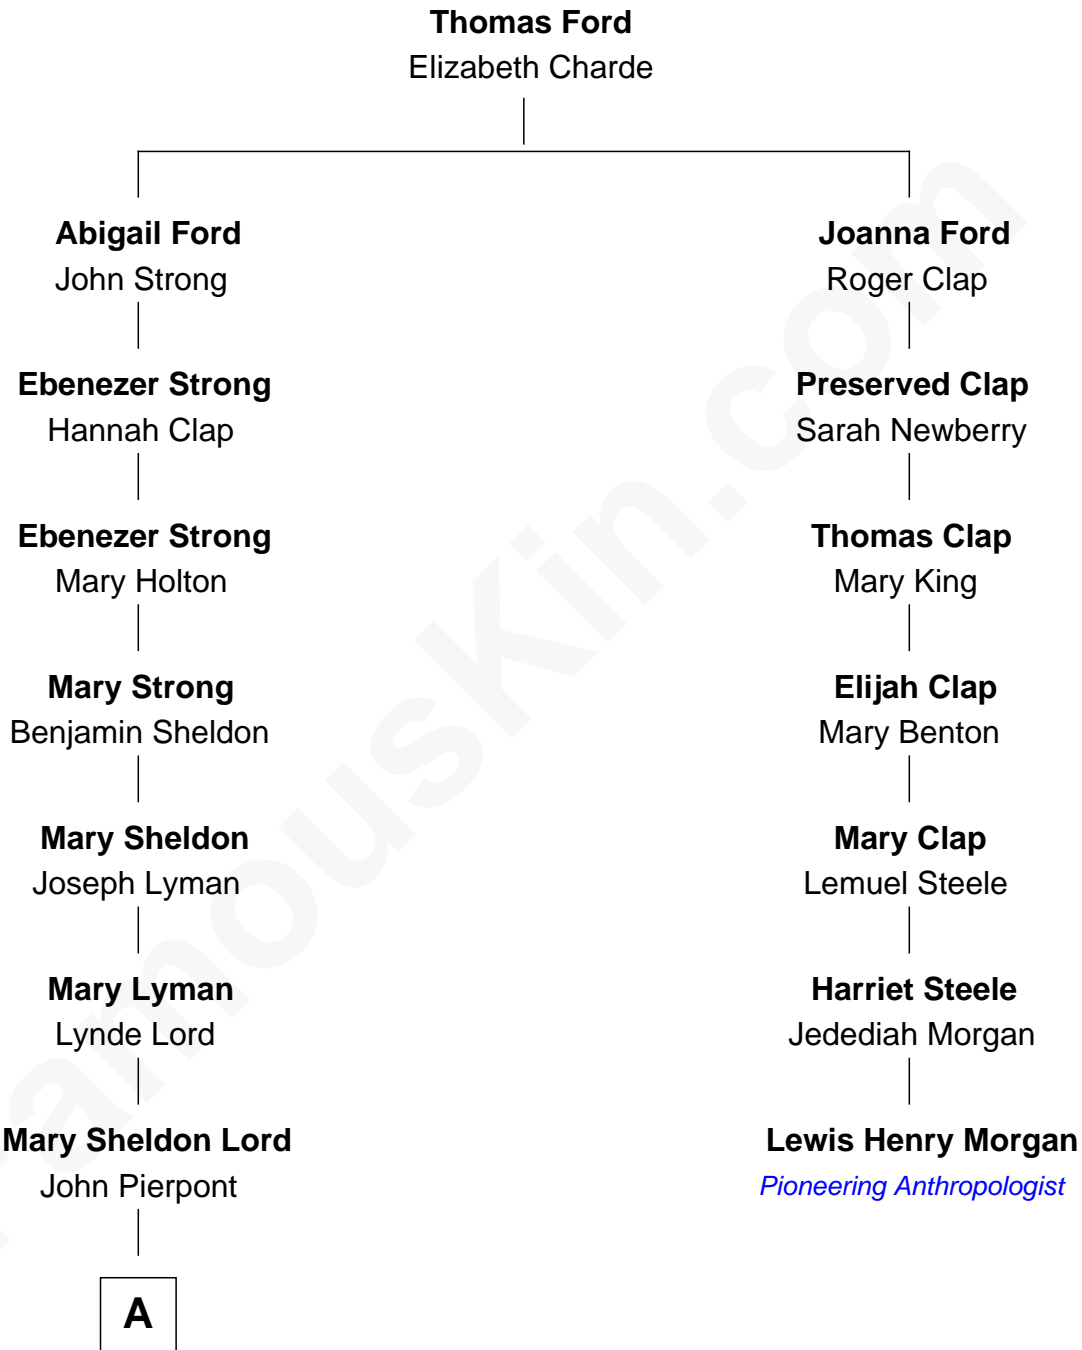 Thomas Ford
Elizabeth Charde
Abigail Ford
John Strong
Joanna Ford
Roger Clap
Ebenezer Strong
Hannah Clap
Preserved Clap
Sarah Newberry
Ebenezer Strong
Mary Holton
Thomas Clap
Mary King
Mary Strong
Benjamin Sheldon
Elijah Clap
Mary Benton
Mary Sheldon
Joseph Lyman
Mary Clap
Lemuel Steele
Mary Lyman
Lynde Lord
Harriet Steele
Jedediah Morgan
Mary Sheldon Lord
John Pierpont
Lewis Henry Morgan
Pioneering Anthropologist
A
FamousKin.com